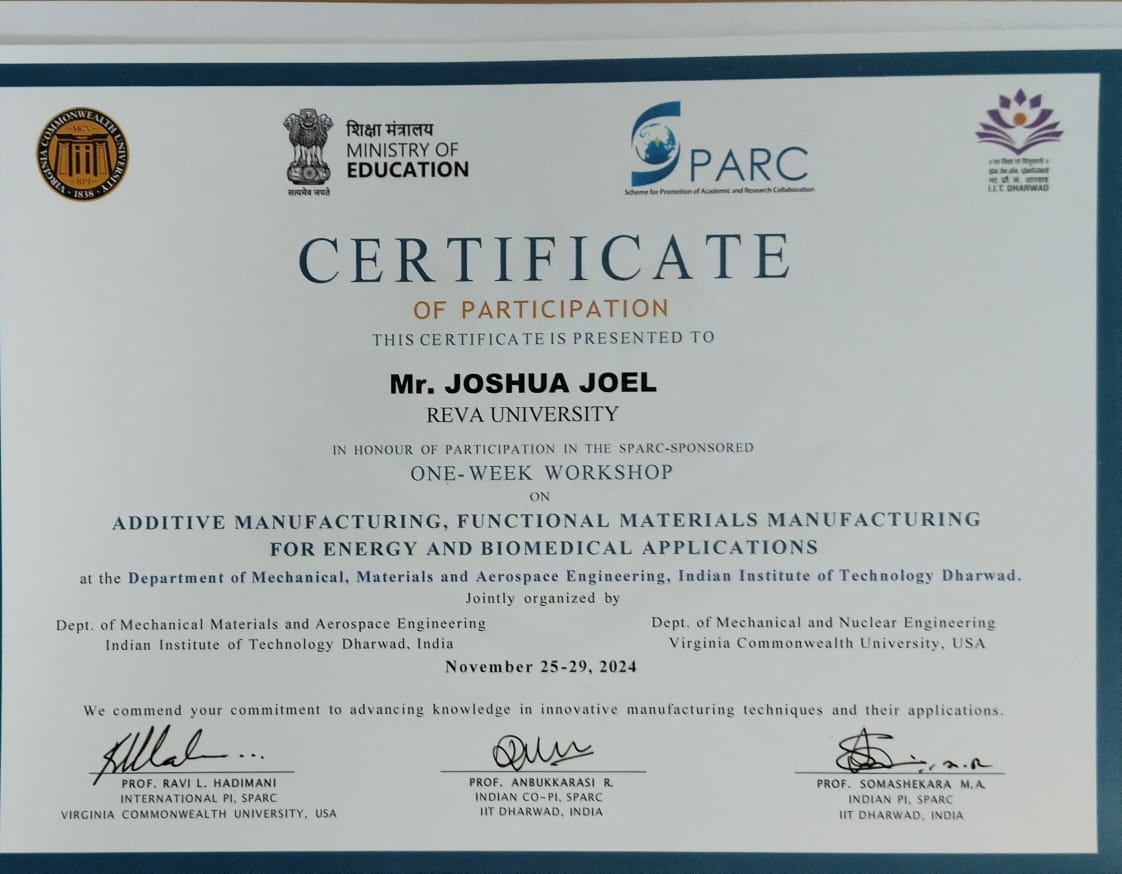 VIRGINIA COMMONWEALTH UNIVERSITY
MCV
RPI
1838
शिक्षा मंत्रालय
MINISTRY OF
EDUCATION
सत्यमेव जयते
SPARC
Scheme for Promotion of Academic and Research Collaboration
I.I.T. DHARWAD
CERTIFICATE
OF PARTICIPATION
THIS CERTIFICATE IS PRESENTED TO
Mr. JOSHUA JOEL
REVA UNIVERSITY
IN HONOUR OF PARTICIPATION IN THE SPARC-SPONSORED
ONE-WEEK WORKSHOP
ON
ADDITIVE MANUFACTURING, FUNCTIONAL MATERIALS MANUFACTURING
FOR ENERGY AND BIOMEDICAL APPLICATIONS
at the Department of Mechanical, Materials and Aerospace Engineering, Indian Institute of Technology Dharwad.
Jointly organized by
Dept. of Mechanical Materials and Aerospace Engineering
Indian Institute of Technology Dharwad, India
Dept. of Mechanical and Nuclear Engineering
Virginia Commonwealth University, USA
November 25-29, 2024
We commend your commitment to advancing knowledge in innovative manufacturing techniques and their applications.
PROF. RAVI L. HADIMANI
INTERNATIONAL PI, SPARC
VIRGINIA COMMONWEALTH UNIVERSITY, USA
PROF. ANBUKKARASI R.
INDIAN CO-PI, SPARC
IIT DHARWAD, INDIA
PROF. SOMASHEKARA M.A.
INDIAN PI, SPARC
IIT DHARWAD, INDIA